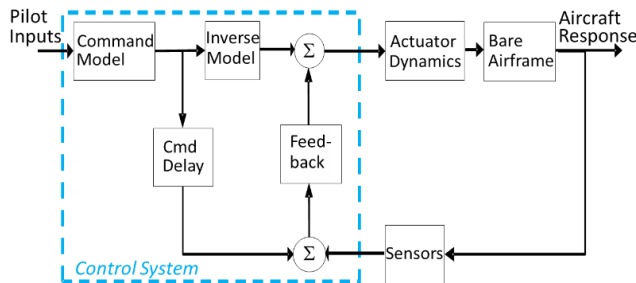 Pilot
Inputs
Command
Model
Inverse
Model
Σ
Actuator
Dynamics
Bare
Airframe
Aircraft
Response
Cmd
Delay
Feed-
back
Σ
Sensors
Control System